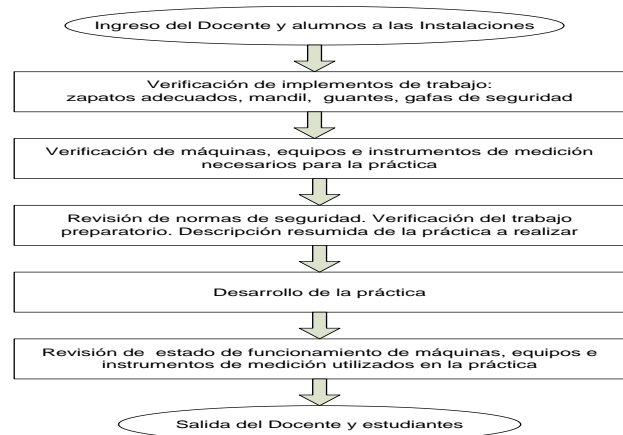 Ingreso del Docente y alumnos a las Instalaciones
Verificación de implementos de trabajo:
zapatos adecuados, mandil, guantes, gafas de seguridad
Verificación de máquinas, equipos e instrumentos de medición
necesarios para la práctica
Revisión de normas de seguridad. Verificación del trabajo
preparatorio. Descripción resumida de la práctica a realizar
Desarrollo de la práctica
Revisión de estado de funcionamiento de máquinas, equipos e
instrumentos de medición utilizados en la práctica
Salida del Docente y estudiantes